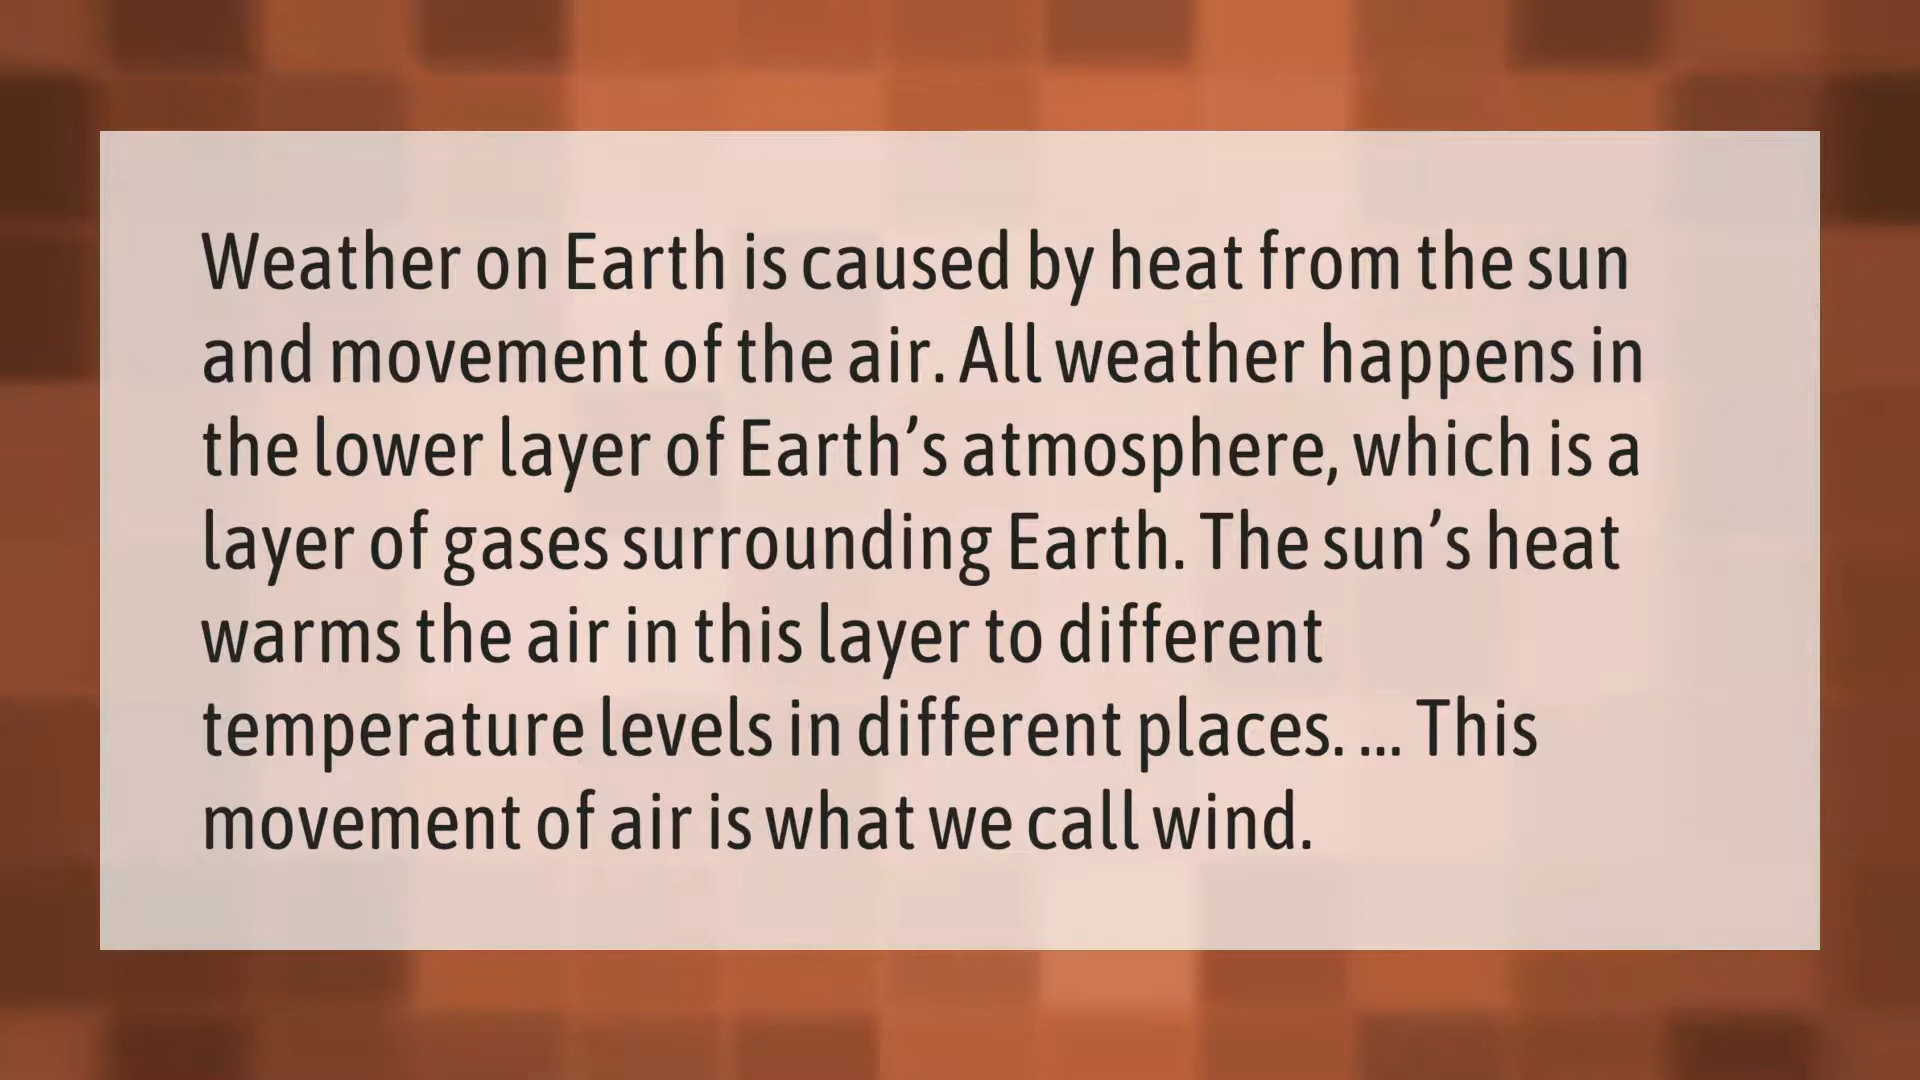 Weather on Earth is caused by heat from the sun
and movement of the air. All weather happens in
the lower layer of Earth’s atmosphere, which is a
layer of gases surrounding Earth. The sun’s heat
warms the air in this layer to different
temperature levels in different places. ... This
movement of air is what we call wind.